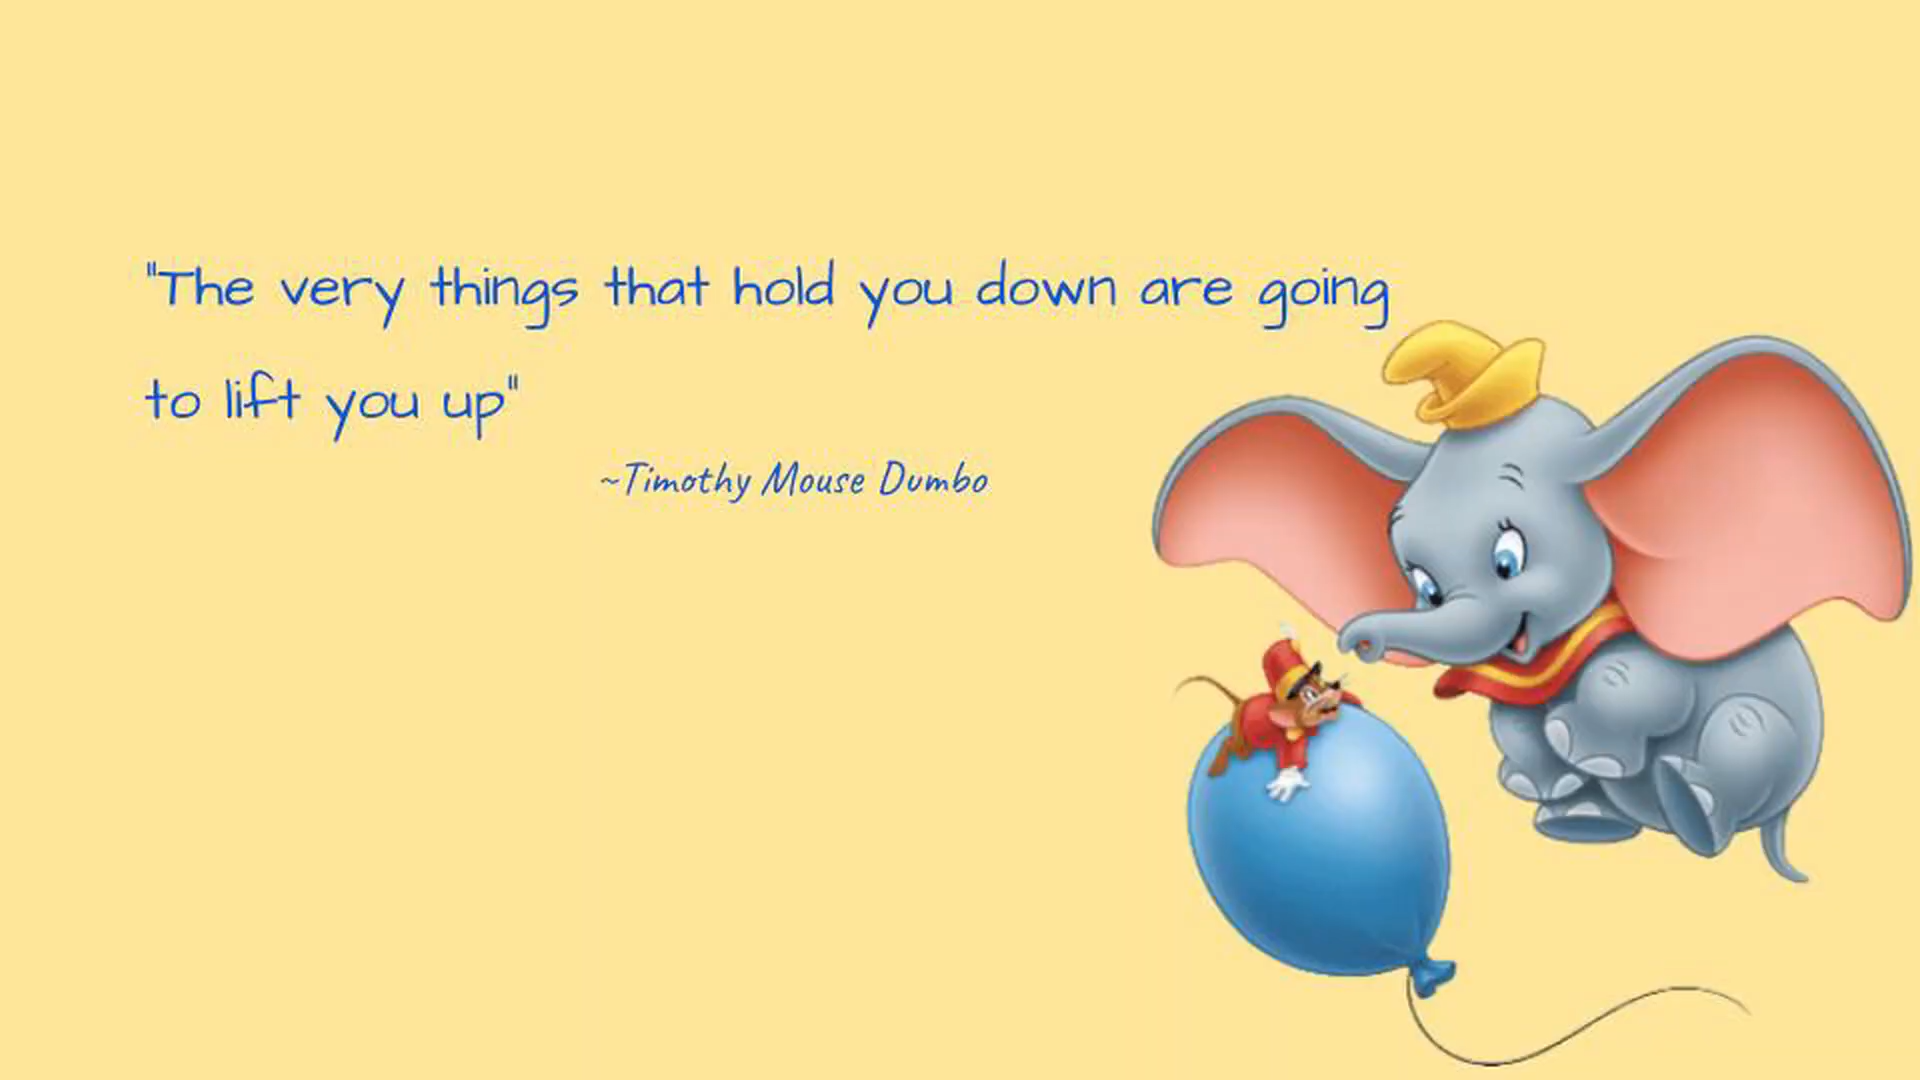 "The very things that hold you down are going
to lift you up"
~Timothy Mouse Dumbo